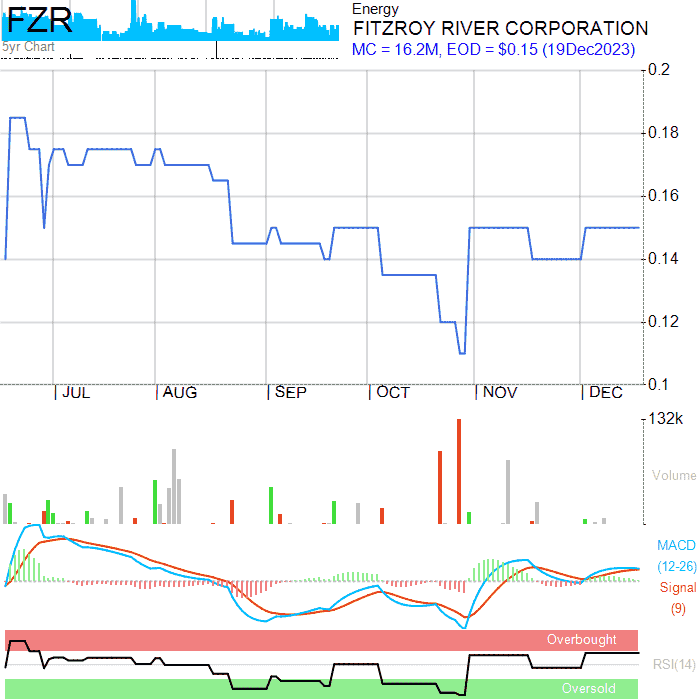 FZR
5yr Chart
Energy
FITZROY RIVER CORPORATION
MC = 16.2M, EOD = $0.15 (19Dec2023)
0.2
0.18
0.16
0.14
0.12
0.1
JUL AUG SEP OCT NOV DEC
132k
Volume
MACD
(12-26)
Signal
(9)
Overbought
RSI(14)
Oversold